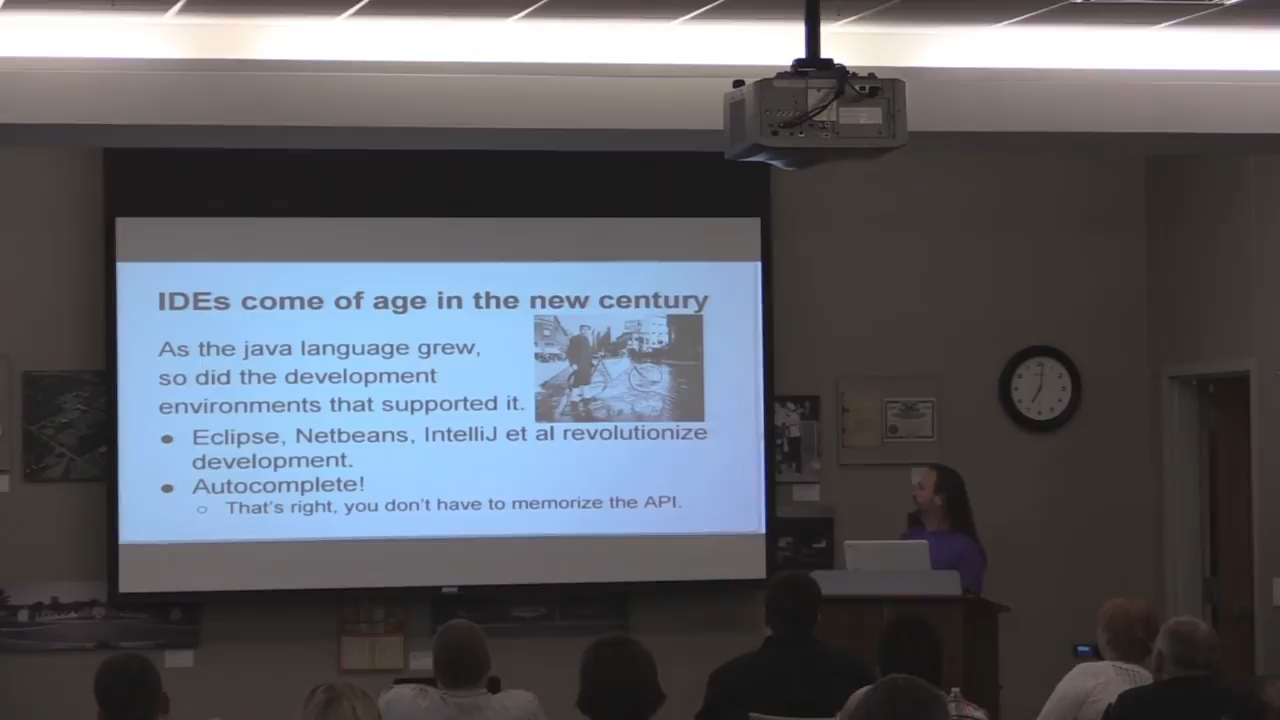 IDEs come of age in the new century
As the java language grew,
so did the development
environments that supported it.
● Eclipse, Netbeans, IntelliJ et al revolutionize
development.
● Autocomplete!
○ That's right, you don't have to memorize the API.